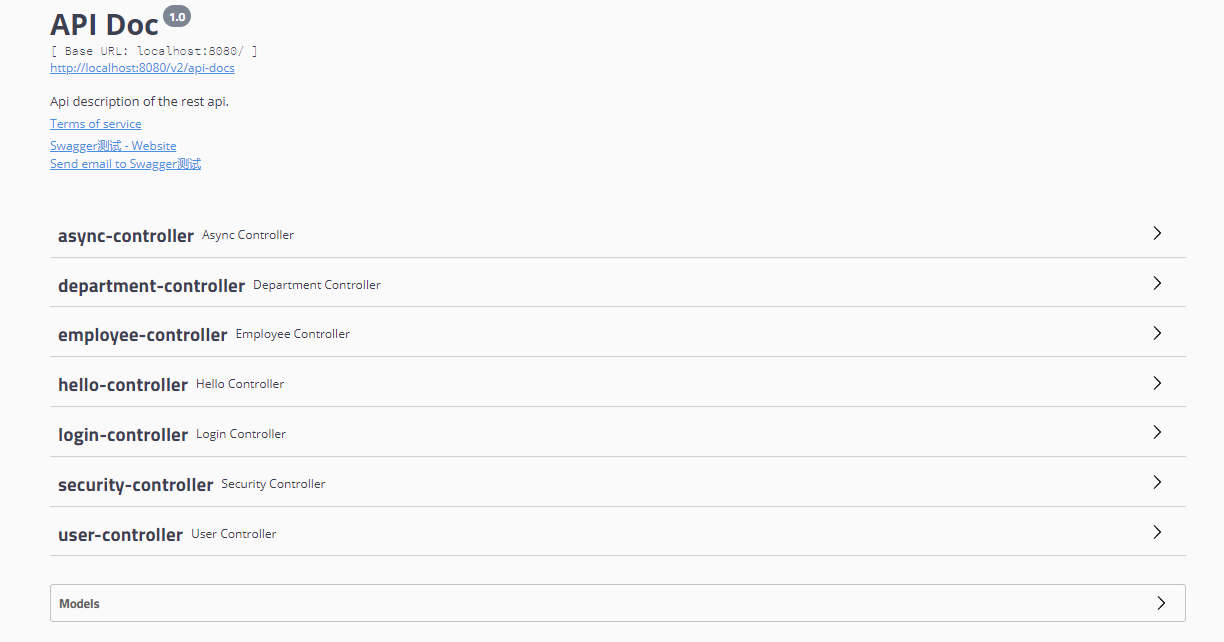 API Doc 1.0
[ Base URL: localhost:8080/ ]
http://localhost:8080/v2/api-docs
Api description of the rest api.
Terms of service
Swagger测试 - Website
Send email to Swagger测试
async-controller Async Controller
department-controller Department Controller
employee-controller Employee Controller
hello-controller Hello Controller
login-controller Login Controller
security-controller Security Controller
user-controller User Controller
Models